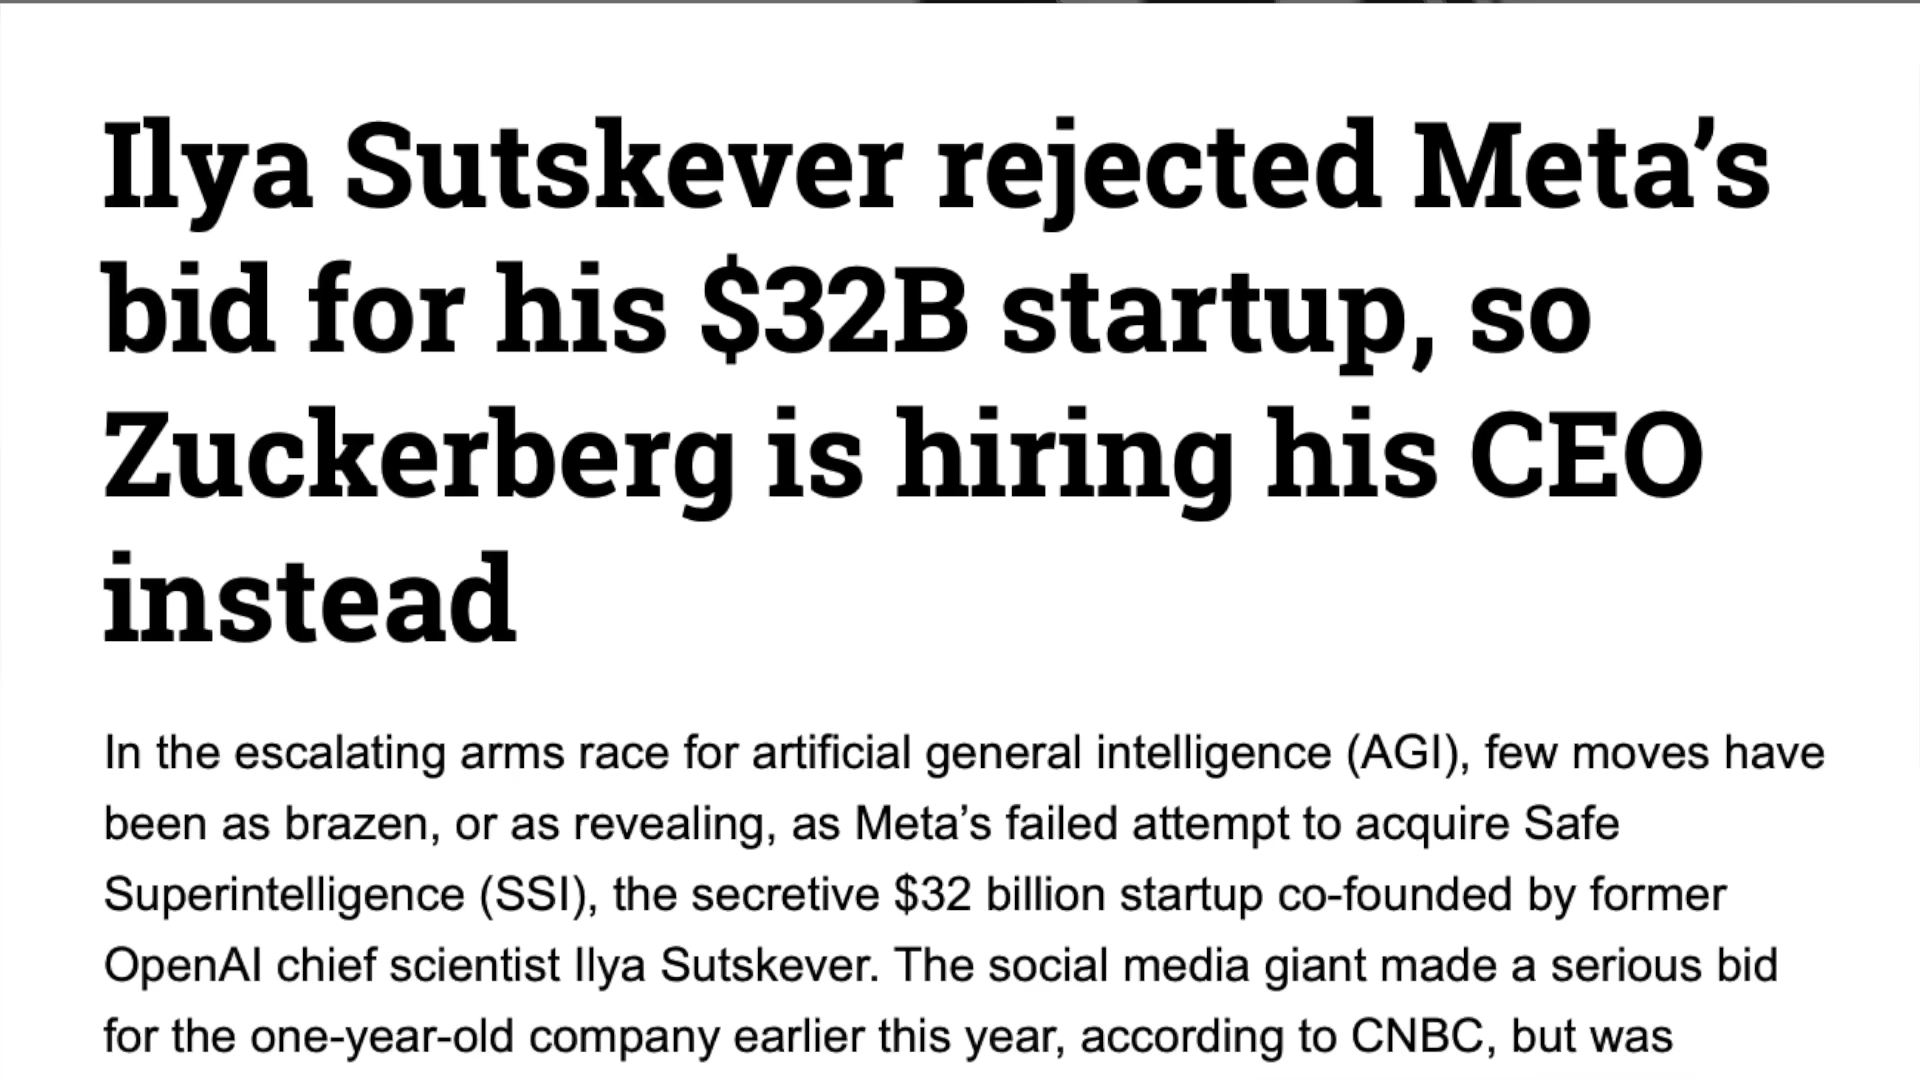 Ilya Sutskever rejected Meta’s
bid for his $32B startup, so
Zuckerberg is hiring his CEO
instead
In the escalating arms race for artificial general intelligence (AGI), few moves have
been as brazen, or as revealing, as Meta’s failed attempt to acquire Safe
Superintelligence (SSI), the secretive $32 billion startup co-founded by former
OpenAI chief scientist Ilya Sutskever. The social media giant made a serious bid
for the one-year-old company earlier this year, according to CNBC, but was